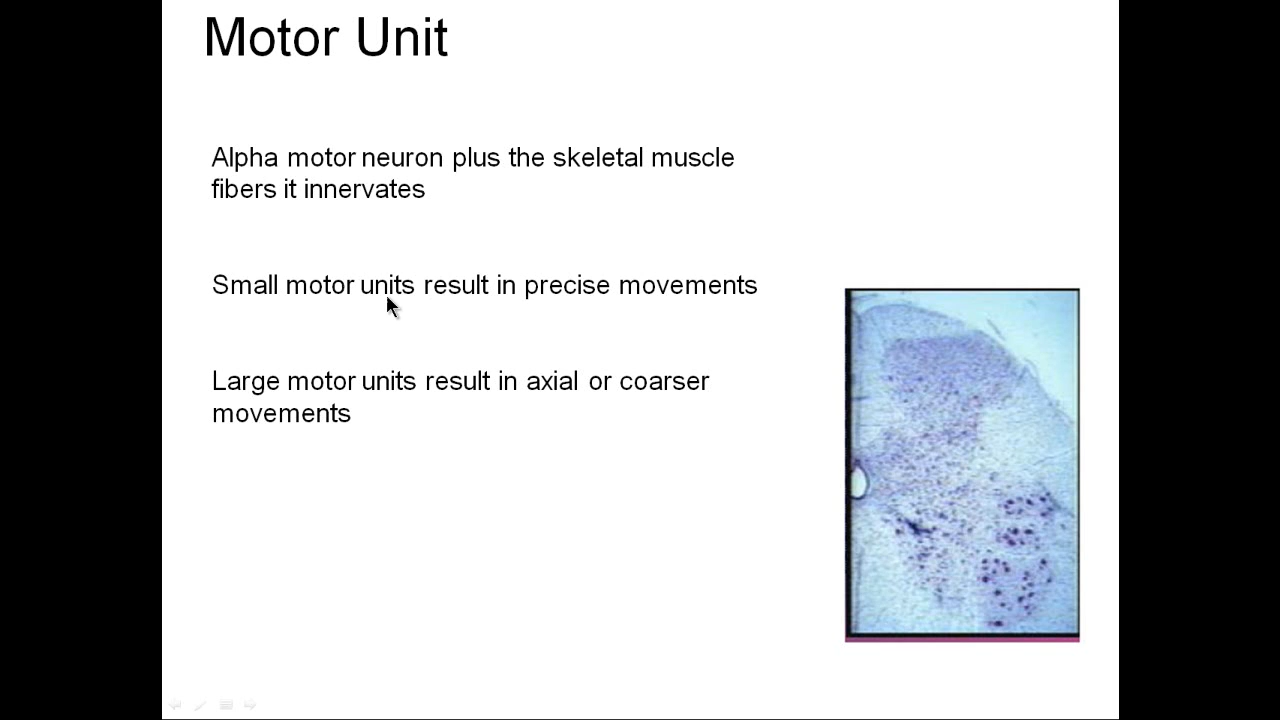 Motor Unit
Alpha motor neuron plus the skeletal muscle
fibers it innervates
Small motor units result in precise movements
Large motor units result in axial or coarser
movements